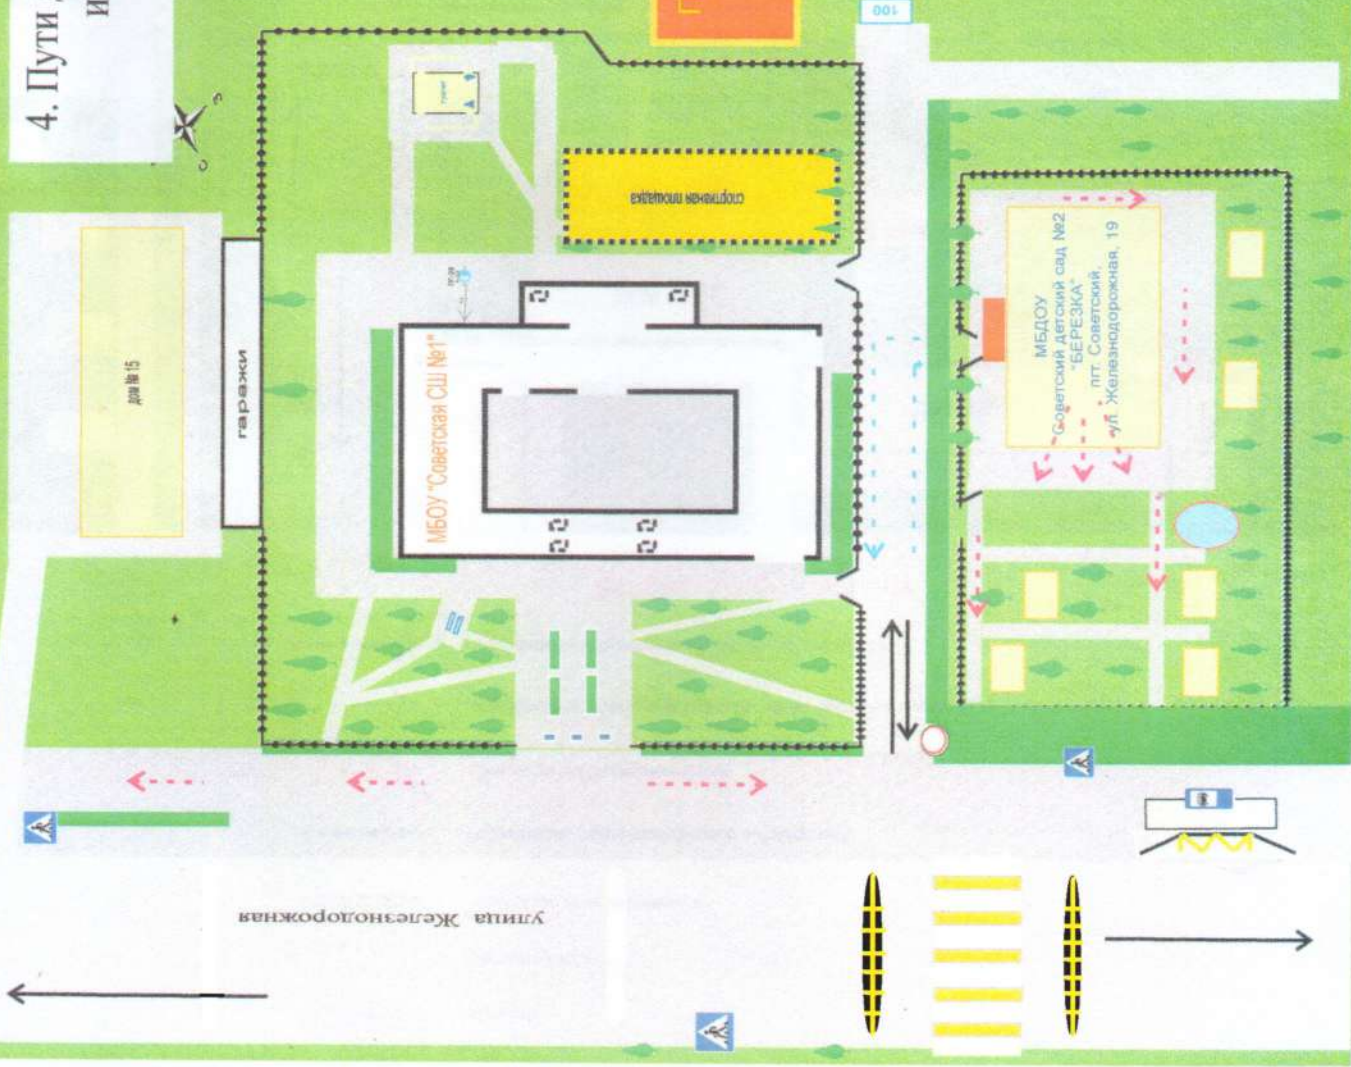 4. Пути
и
дом № 15
гаражи
МБОУ "Советская СШ №1"
спортивная площадка
100
МБДОУ
Советский детский сад №2
"БЕРЕЗКА"
пгт. Советский,
ул. Железнодорожная, 19
улица Железнодорожная